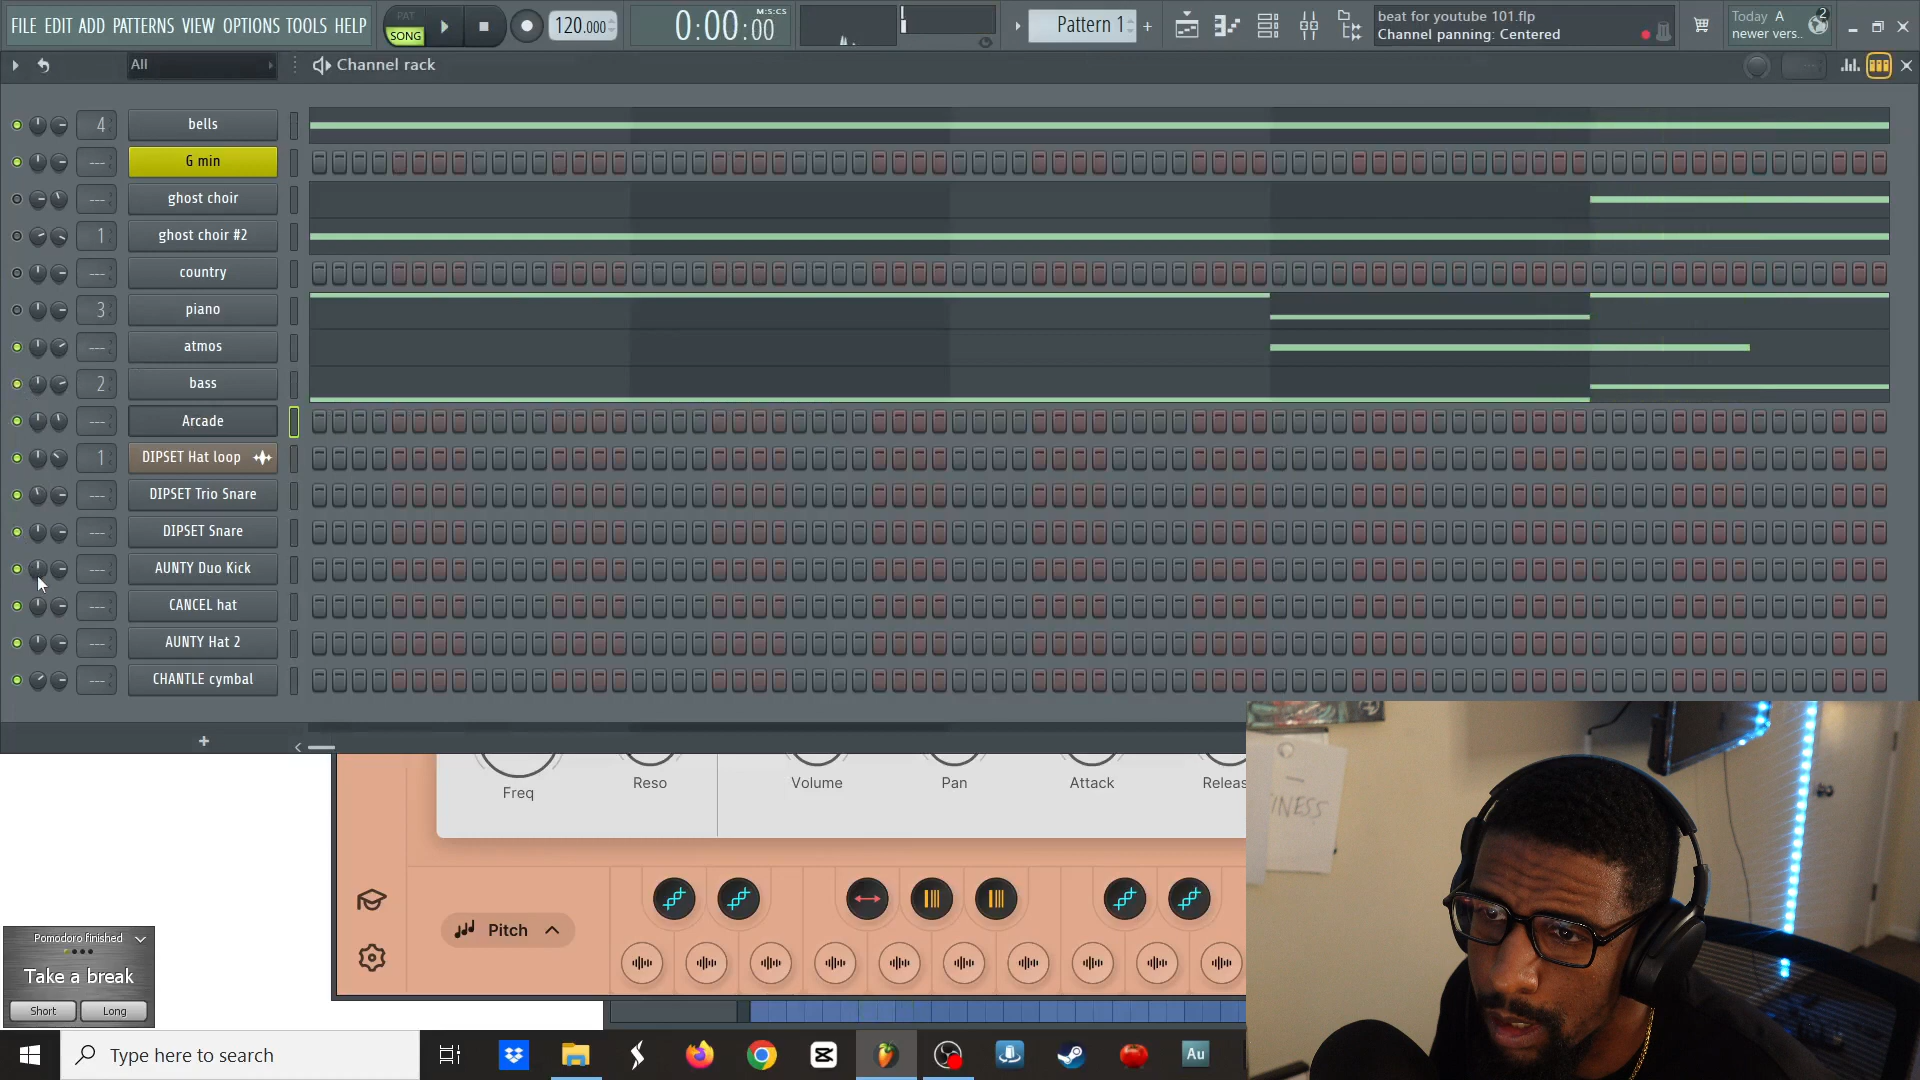 FILE EDIT ADD PATTERNS VIEW OPTIONS TOOLS HELP
PAT
SONG
120.000
0:00:00
M:S:CS
Pattern 1
beat for youtube 101.flp
Channel panning: Centered
Today A
newer vers..
2
All
Channel rack
4 bells
--- G min
--- ghost choir
1 ghost choir #2
--- country
3 piano
--- atmos
2 bass
--- Arcade
1 DIPSET Hat loop
--- DIPSET Trio Snare
--- DIPSET Snare
--- AUNTY Duo Kick
--- CANCEL hat
--- AUNTY Hat 2
--- CHANTLE cymbal
Freq
Reso
Volume
Pan
Attack
Releas
Pitch
INESS
Pomodoro finished
Take a break
Short
Long
Type here to search
Au